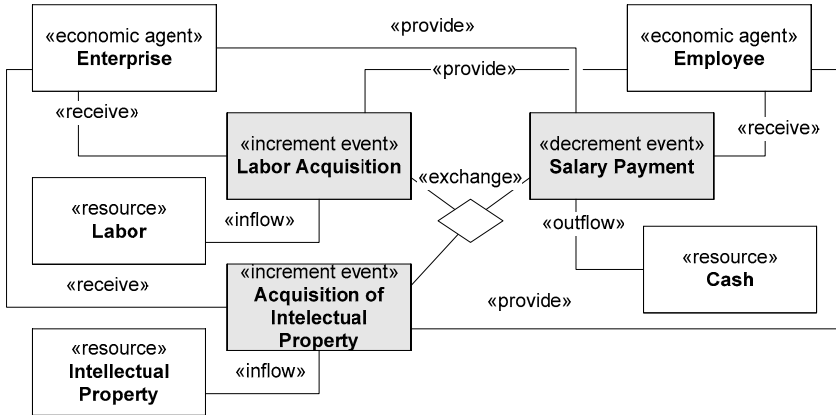 «economic agent»
Enterprise
«provide»
«economic agent»
Employee
«provide»
«receive»
«increment event»
Labor Acquisition
«decrement event»
Salary Payment
«receive»
«exchange»
«resource»
Labor
«inflow»
«outflow»
«resource»
Cash
«receive»
«increment event»
Acquisition of
Intelectual
Property
«provide»
«resource»
Intellectual
Property
«inflow»